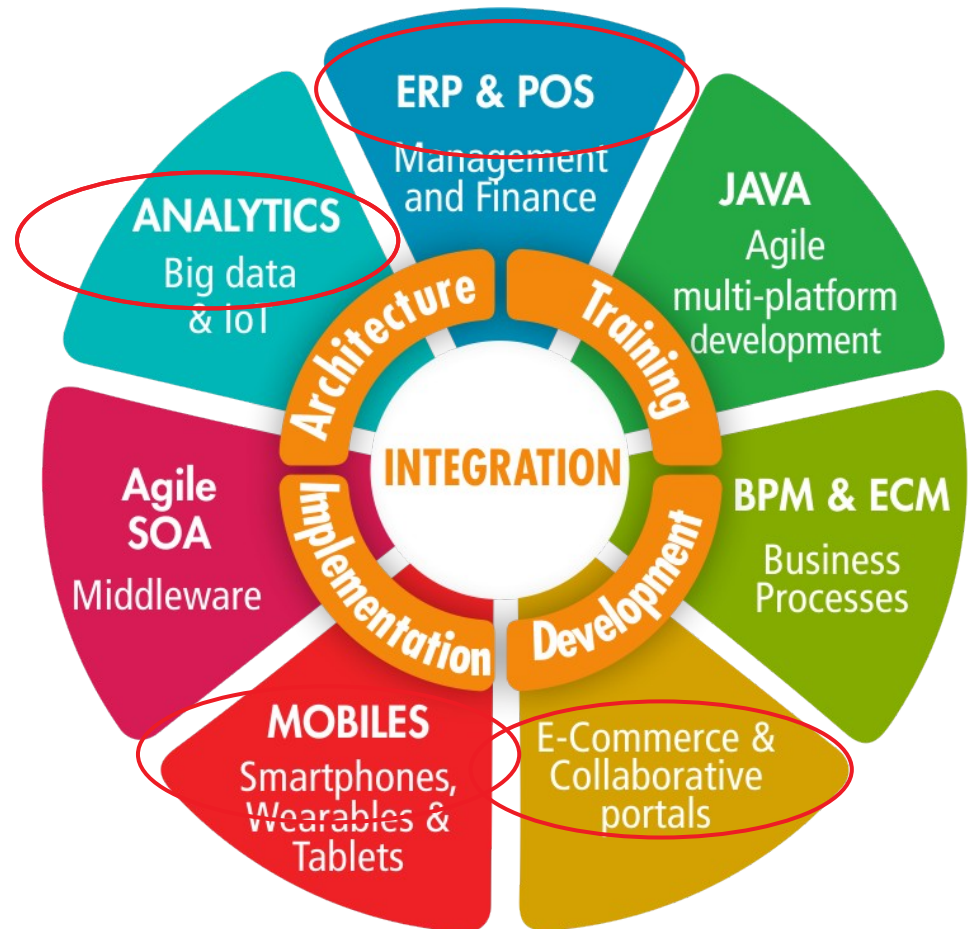 ERP & POS
Management
and Finance
JAVA
Agile
multi-platform
development
BPM & ECM
Business
Processes
E-Commerce &
Collaborative
portals
MOBILES
Smartphones,
Wearables &
Tablets
Agile
SOA
Middleware
ANALYTICS
Big data
& IoT
Architecture
Training
Development
Implementation
INTEGRATION